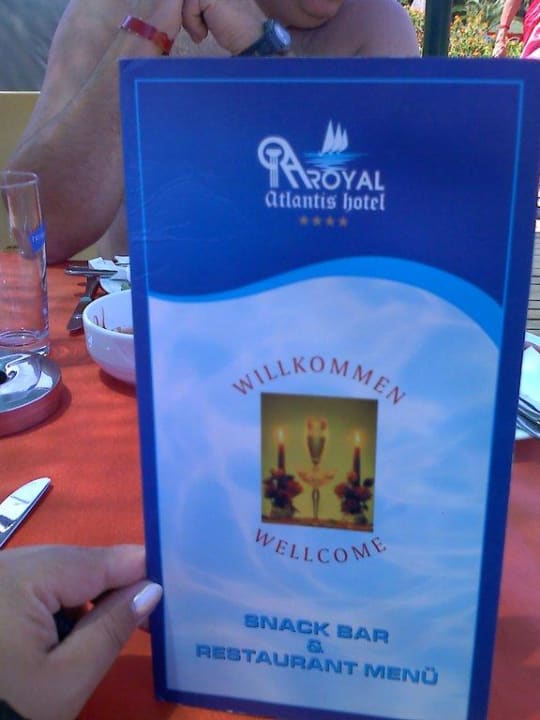 ROYAL
Atlantis hotel
WILLKOMMEN
WELLCOME
SNACK BAR
&
RESTAURANT MENÜ